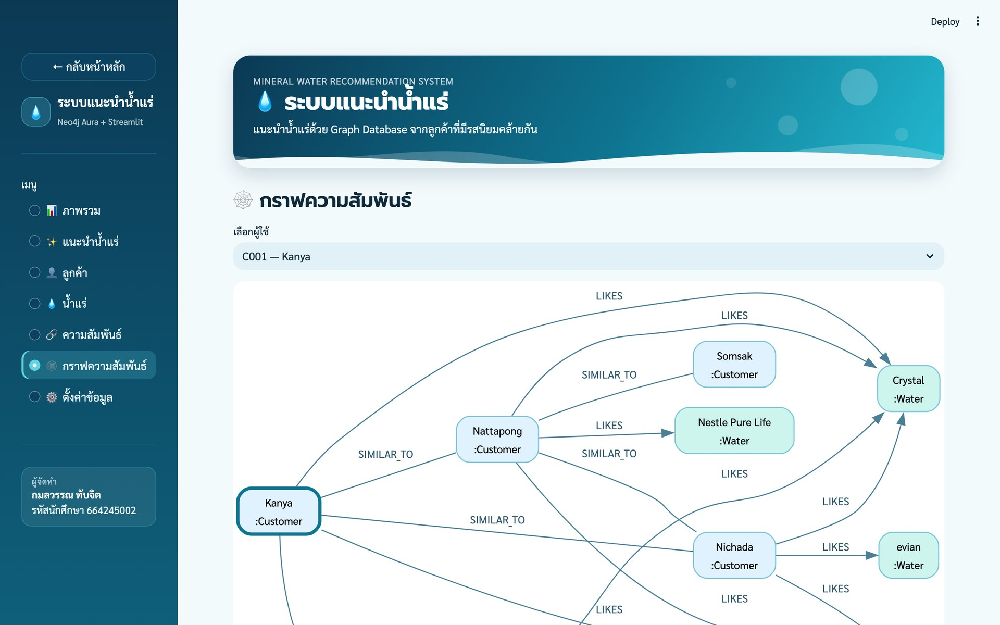 Deploy
← กลับหน้าหลัก
ระบบแนะนำน้ำแร่
Neo4j Aura + Streamlit
เมนู
ภาพรวม
แนะนำน้ำแร่
ลูกค้า
น้ำแร่
ความสัมพันธ์
กราฟความสัมพันธ์
ตั้งค่าข้อมูล
ผู้จัดทำ
กมลวรรณ ทับจิต
รหัสนักศึกษา 664245002
MINERAL WATER RECOMMENDATION SYSTEM
ระบบแนะนำน้ำแร่
แนะนำน้ำแร่ด้วย Graph Database จากลูกค้าที่มีรสนิยมคล้ายกัน
กราฟความสัมพันธ์
เลือกผู้ใช้
C001 — Kanya
LIKES
LIKES
Somsak
:Customer
SIMILAR_TO
Crystal
:Water
Nestle Pure Life
:Water
LIKES
Nattapong
:Customer
SIMILAR_TO
SIMILAR_TO
LIKES
Kanya
:Customer
LIKES
SIMILAR_TO
Nichada
:Customer
LIKES
evian
:Water
LIKES
LIKES
LIKES